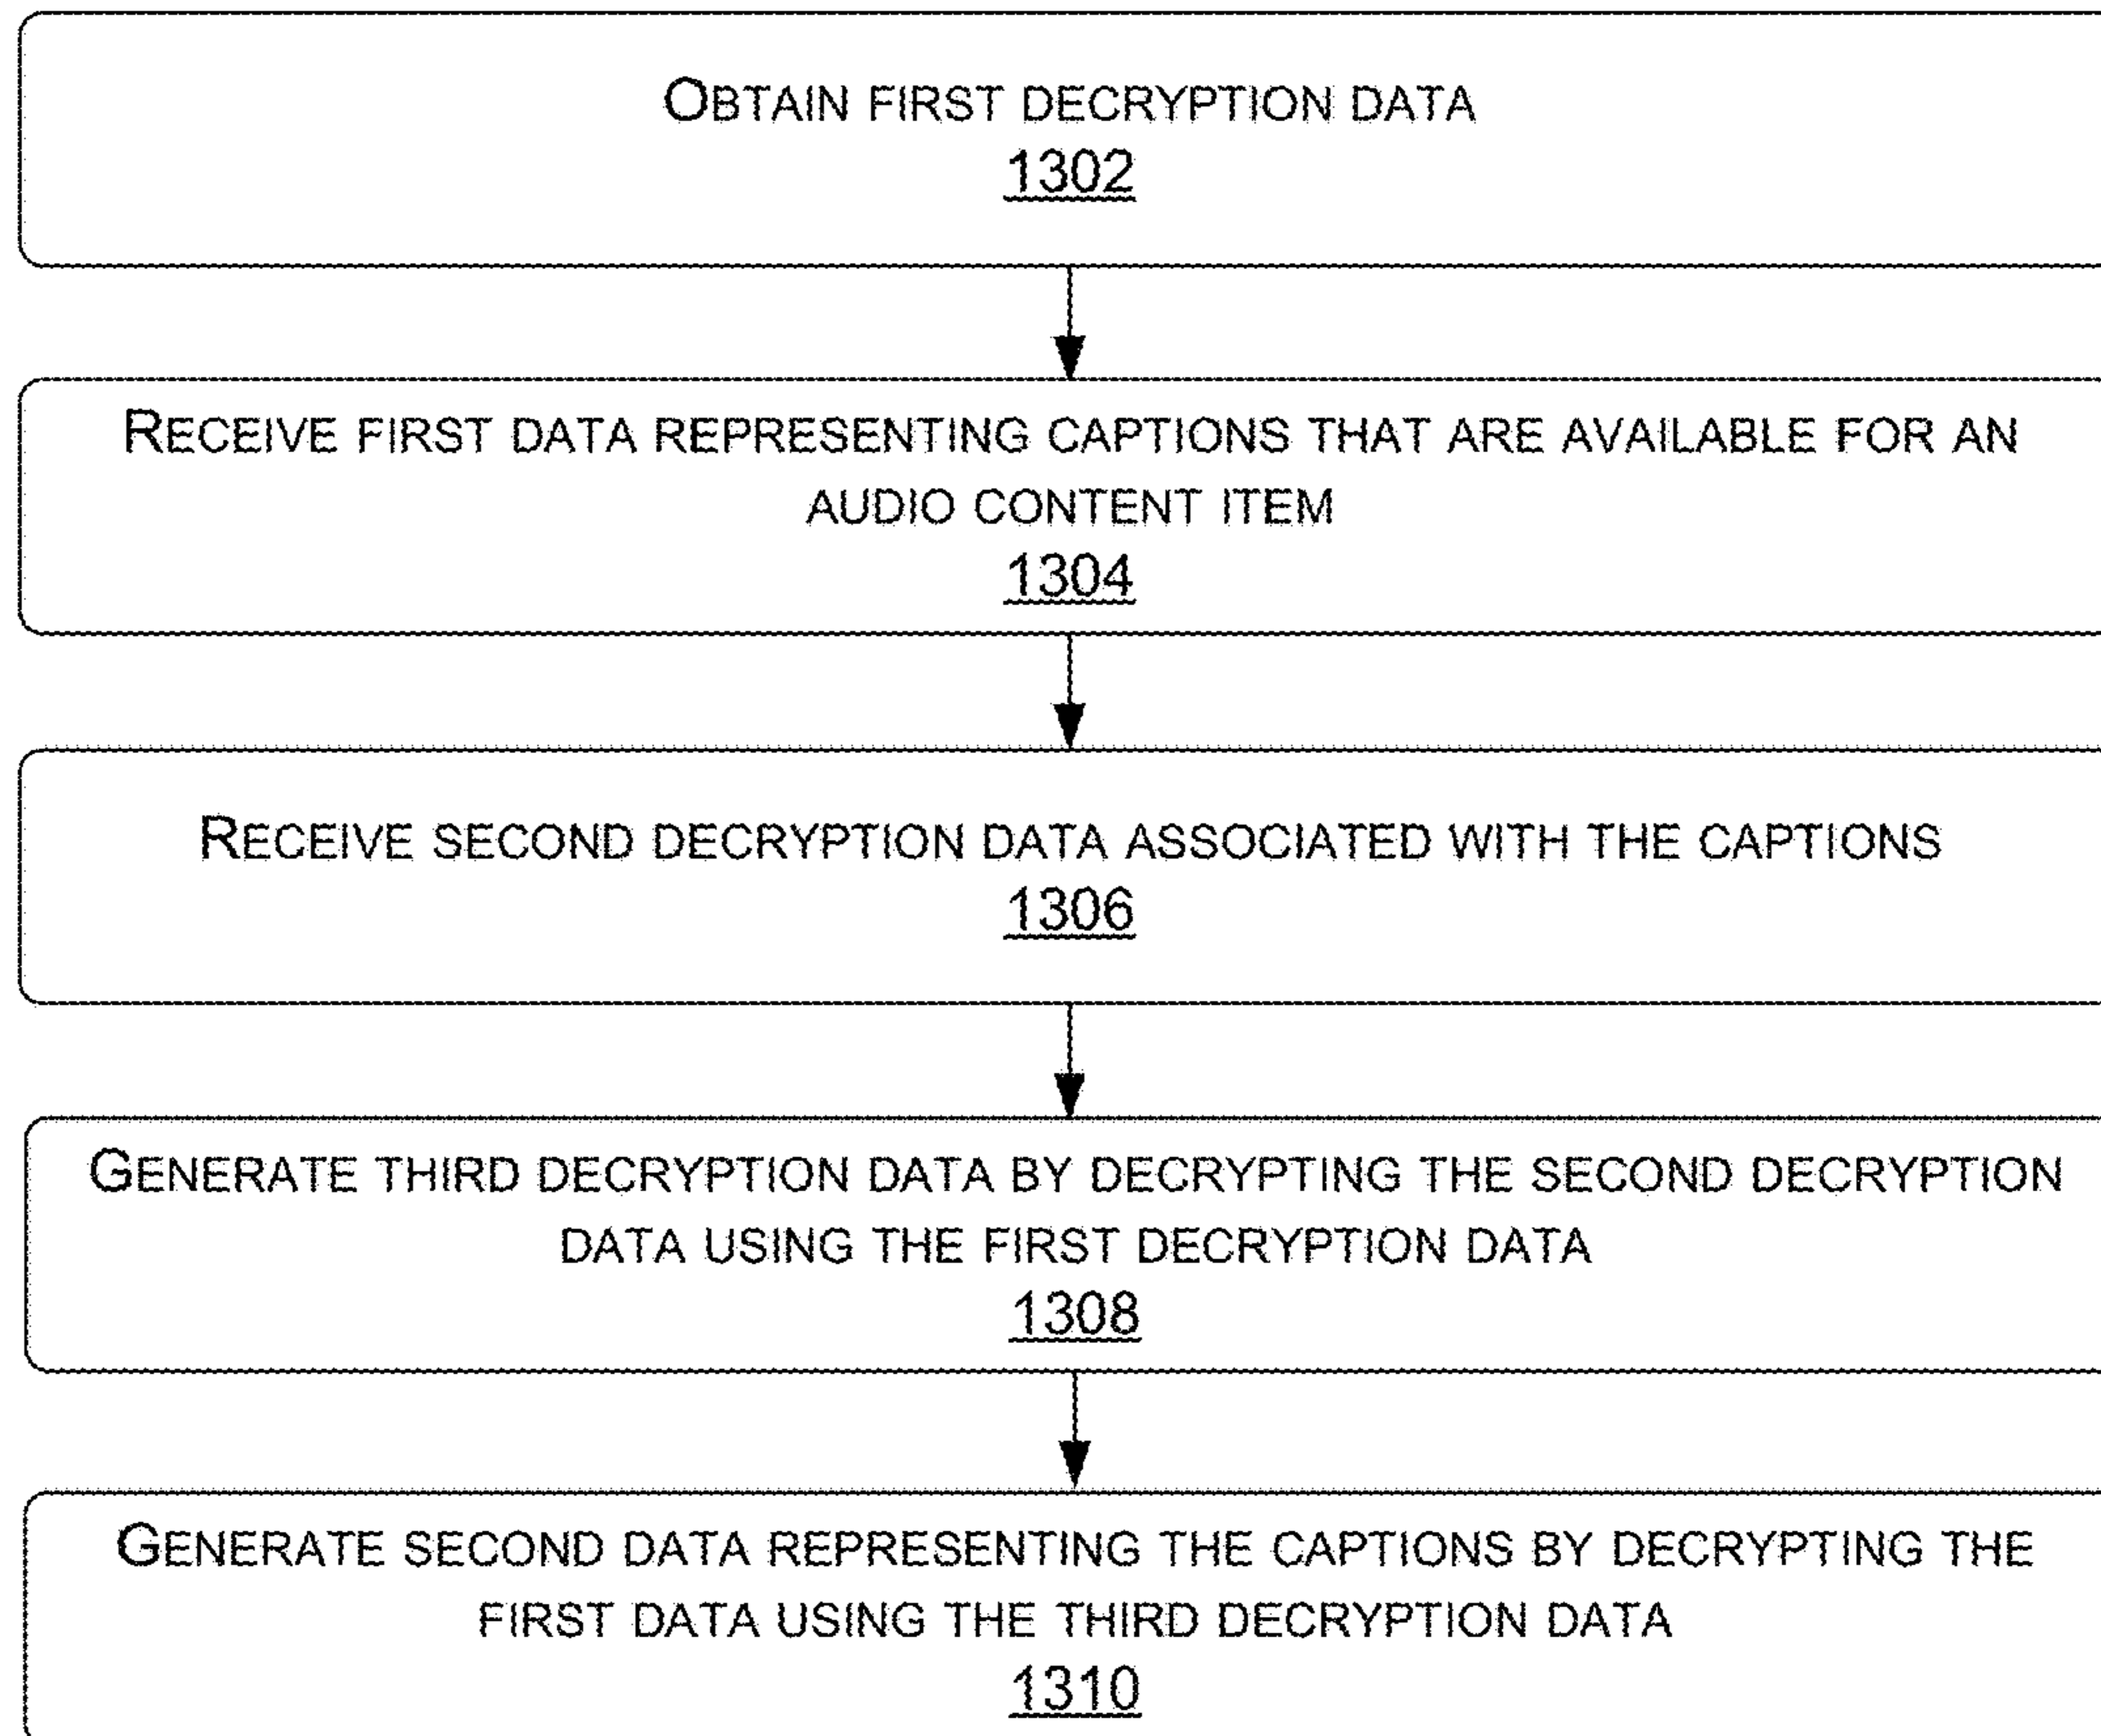 OBTAIN FIRST DECRYPTION DATA
1302
RECEIVE FIRST DATA REPRESENTING CAPTIONS THAT ARE AVAILABLE FOR AN
AUDIO CONTENT ITEM
1304
RECEIVE SECOND DECRYPTION DATA ASSOCIATED WITH THE CAPTIONS
1306
GENERATE THIRD DECRYPTION DATA BY DECRYPTING THE SECOND DECRYPTION
DATA USING THE FIRST DECRYPTION DATA
1308
GENERATE SECOND DATA REPRESENTING THE CAPTIONS BY DECRYPTING THE
FIRST DATA USING THE THIRD DECRYPTION DATA
1310